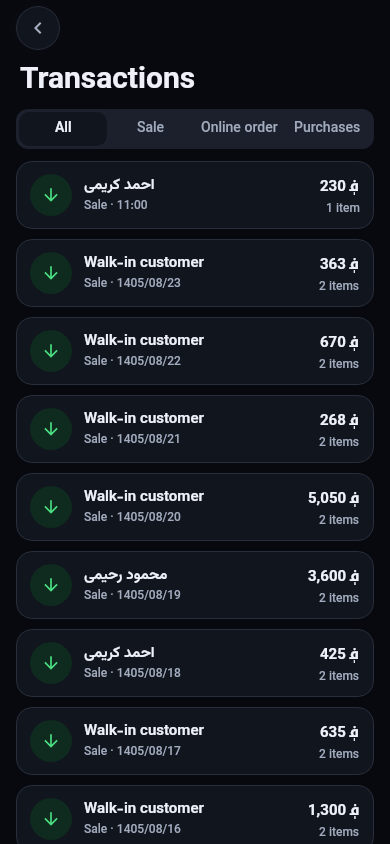 Transactions
All
Sale
Online order
Purchases
احمد کریمی
230 ؋
Sale · 11:00
1 item
Walk-in customer
363 ؋
Sale · 1405/08/23
2 items
Walk-in customer
670 ؋
Sale · 1405/08/22
2 items
Walk-in customer
268 ؋
Sale · 1405/08/21
2 items
Walk-in customer
5,050 ؋
Sale · 1405/08/20
2 items
محمود رحیمی
3,600 ؋
Sale · 1405/08/19
2 items
احمد کریمی
425 ؋
Sale · 1405/08/18
2 items
Walk-in customer
635 ؋
Sale · 1405/08/17
2 items
Walk-in customer
1,300 ؋
Sale · 1405/08/16
2 items